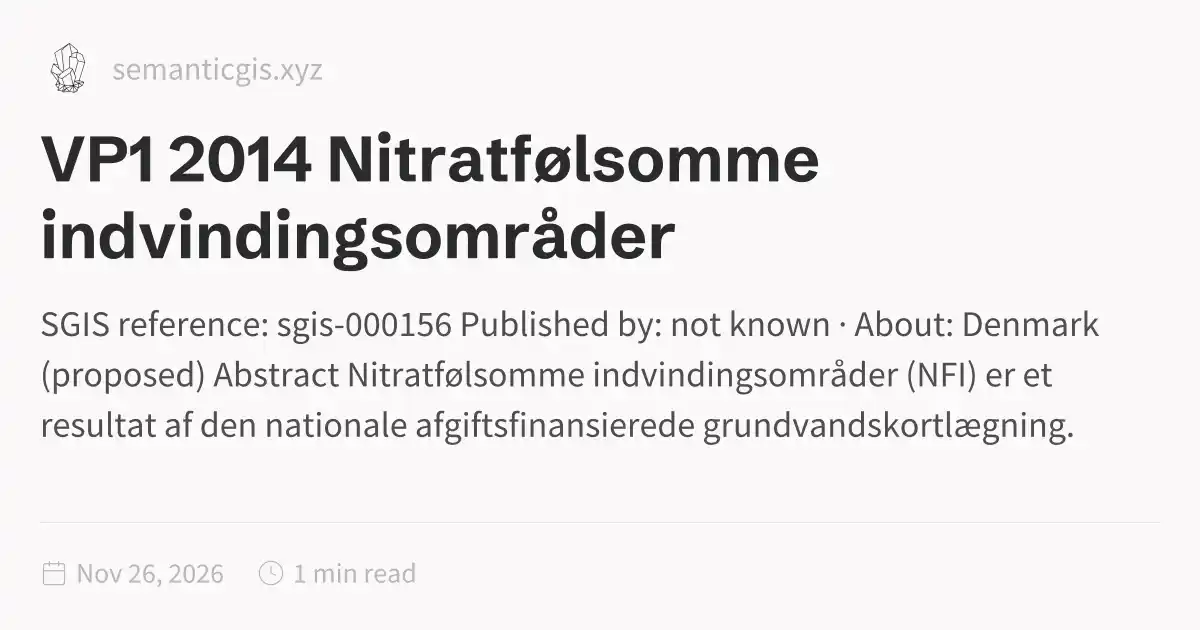 semanticgis.xyz
VP1 2014 Nitratfølsomme
indvindingsområder
SGIS reference: sgis-000156 Published by: not known · About: Denmark
(proposed) Abstract Nitratfølsomme indvindingsområder (NFI) er et
resultat af den nationale afgiftsfinansierede grundvandskortlægning.
Nov 26, 2026 1 min read